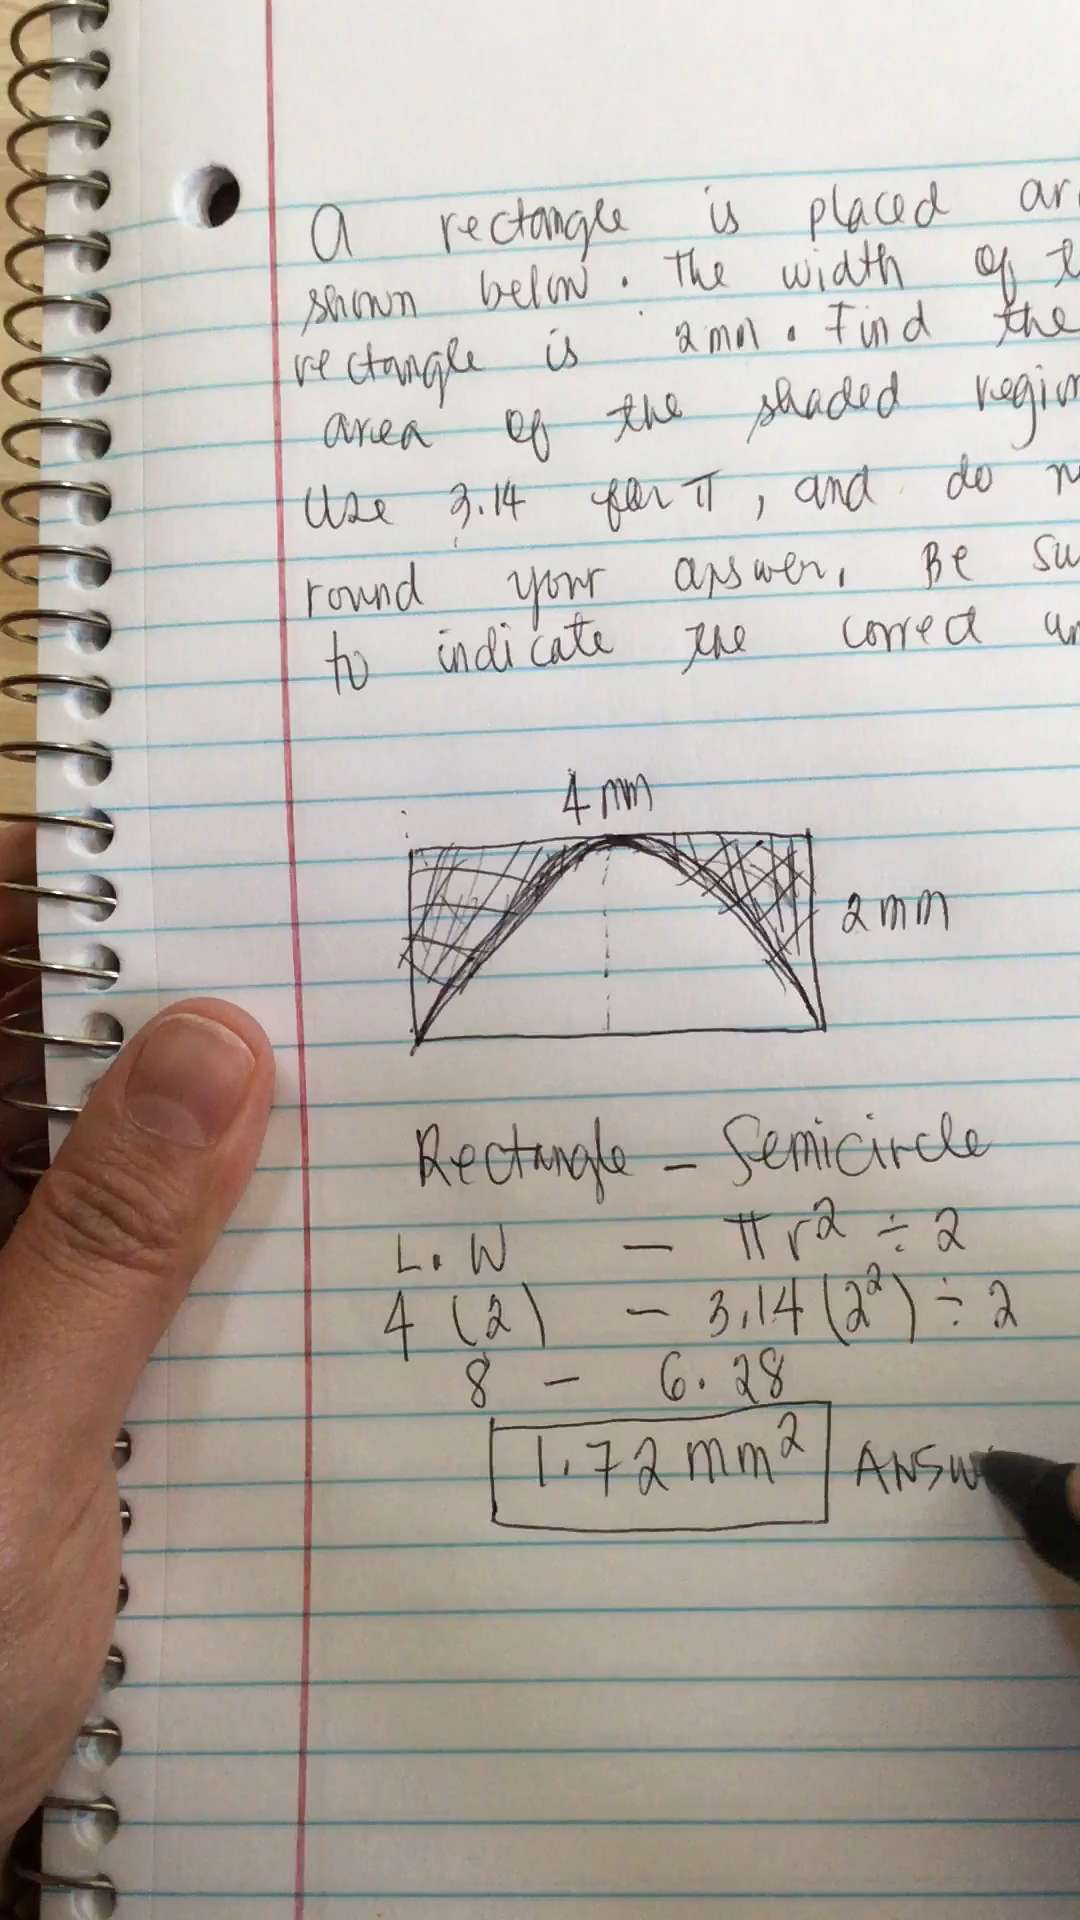 A rectangle is placed
shown below. The width of
rectangle is 2mm. Find the
area of the shaded
Use 3.14 for π, and do
round your answer. Be
to indicate the correct
4 mm
2 mm
Rectangle - Semicircle
L. W - πr² ÷ 2
4 (2) - 3.14 (2²) ÷ 2
8 - 6.28
1.72 mm²